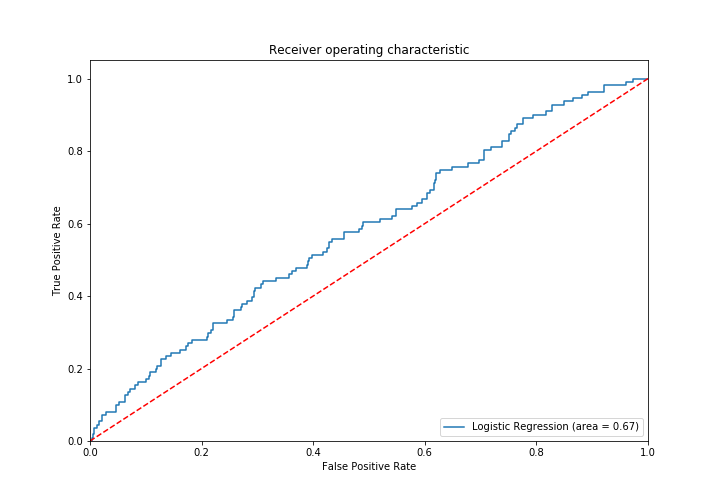 Receiver operating characteristic
1.0
0.8
0.6
0.4
0.2
0.0
True Positive Rate
0.0 0.2 0.4 0.6 0.8 1.0
False Positive Rate
Logistic Regression (area = 0.67)